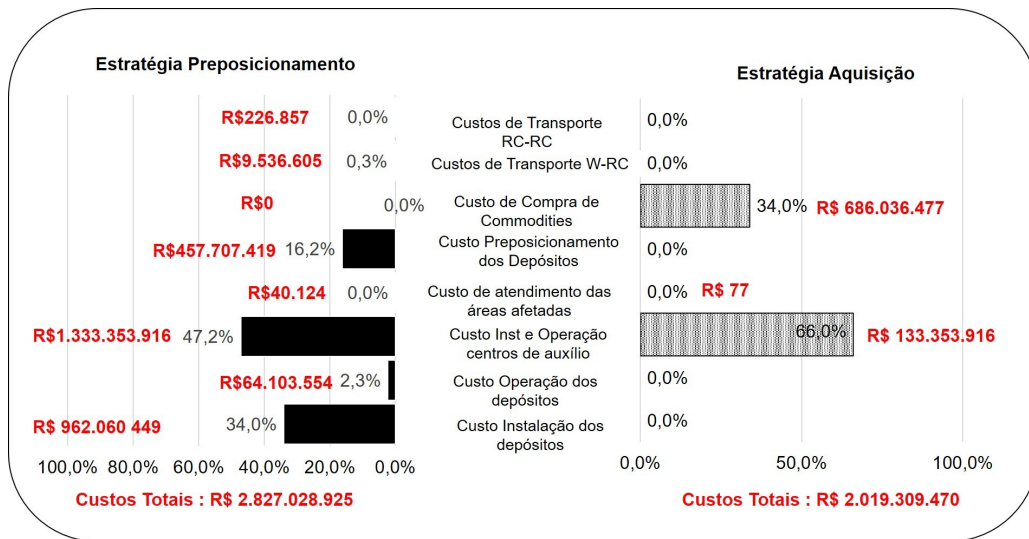 Estratégia Preposicionamento
Estratégia Aquisição
R$226.857 0,0% Custos de Transporte 0,0%
RC-RC
R$9.536.605 0,3% Custos de Transporte W-RC 0,0%
R$0 0,0% Custo de Compra de 34,0% R$ 686.036.477
Commodities
R$457.707.419 16,2% Custo Preposicionamento 0,0%
dos Depósitos
R$40.124 0,0% Custo de atendimento das 0,0% R$ 77
áreas afetadas
R$1.333.353.916 47,2% Custo Inst e Operação 66,0% R$ 133.353.916
centros de auxílio
R$64.103.554 2,3% Custo Operação dos 0,0%
depósitos
R$ 962.060 449 34,0% Custo Instalação dos 0,0%
depósitos
100,0% 80,0% 60,0% 40,0% 20,0% 0,0% 0,0% 50,0% 100,0%
Custos Totais : R$ 2.827.028.925 Custos Totais : R$ 2.019.309.470